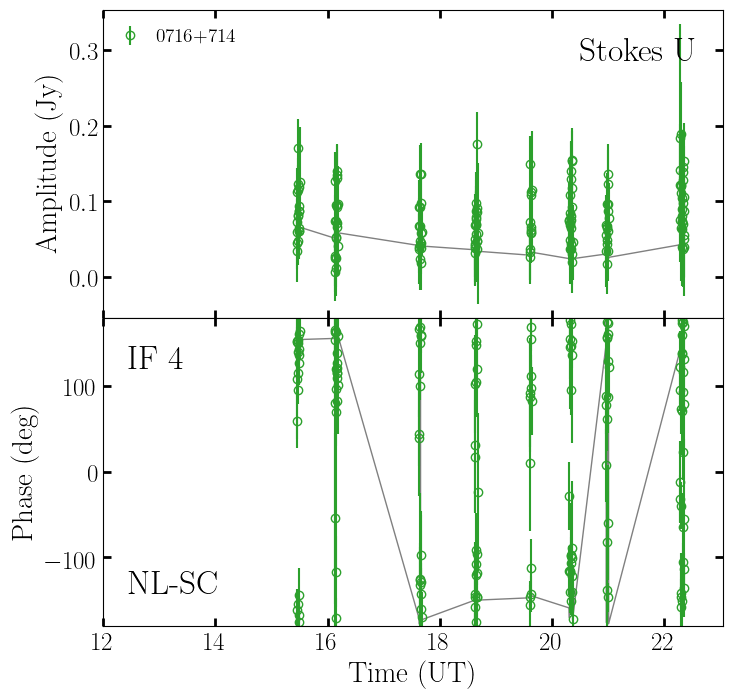 0716+714
Stokes U
Amplitude (Jy)
0.3
0.2
0.1
0.0
IF 4
NL-SC
Phase (deg)
100
0
−100
12 14 16 18 20 22
Time (UT)